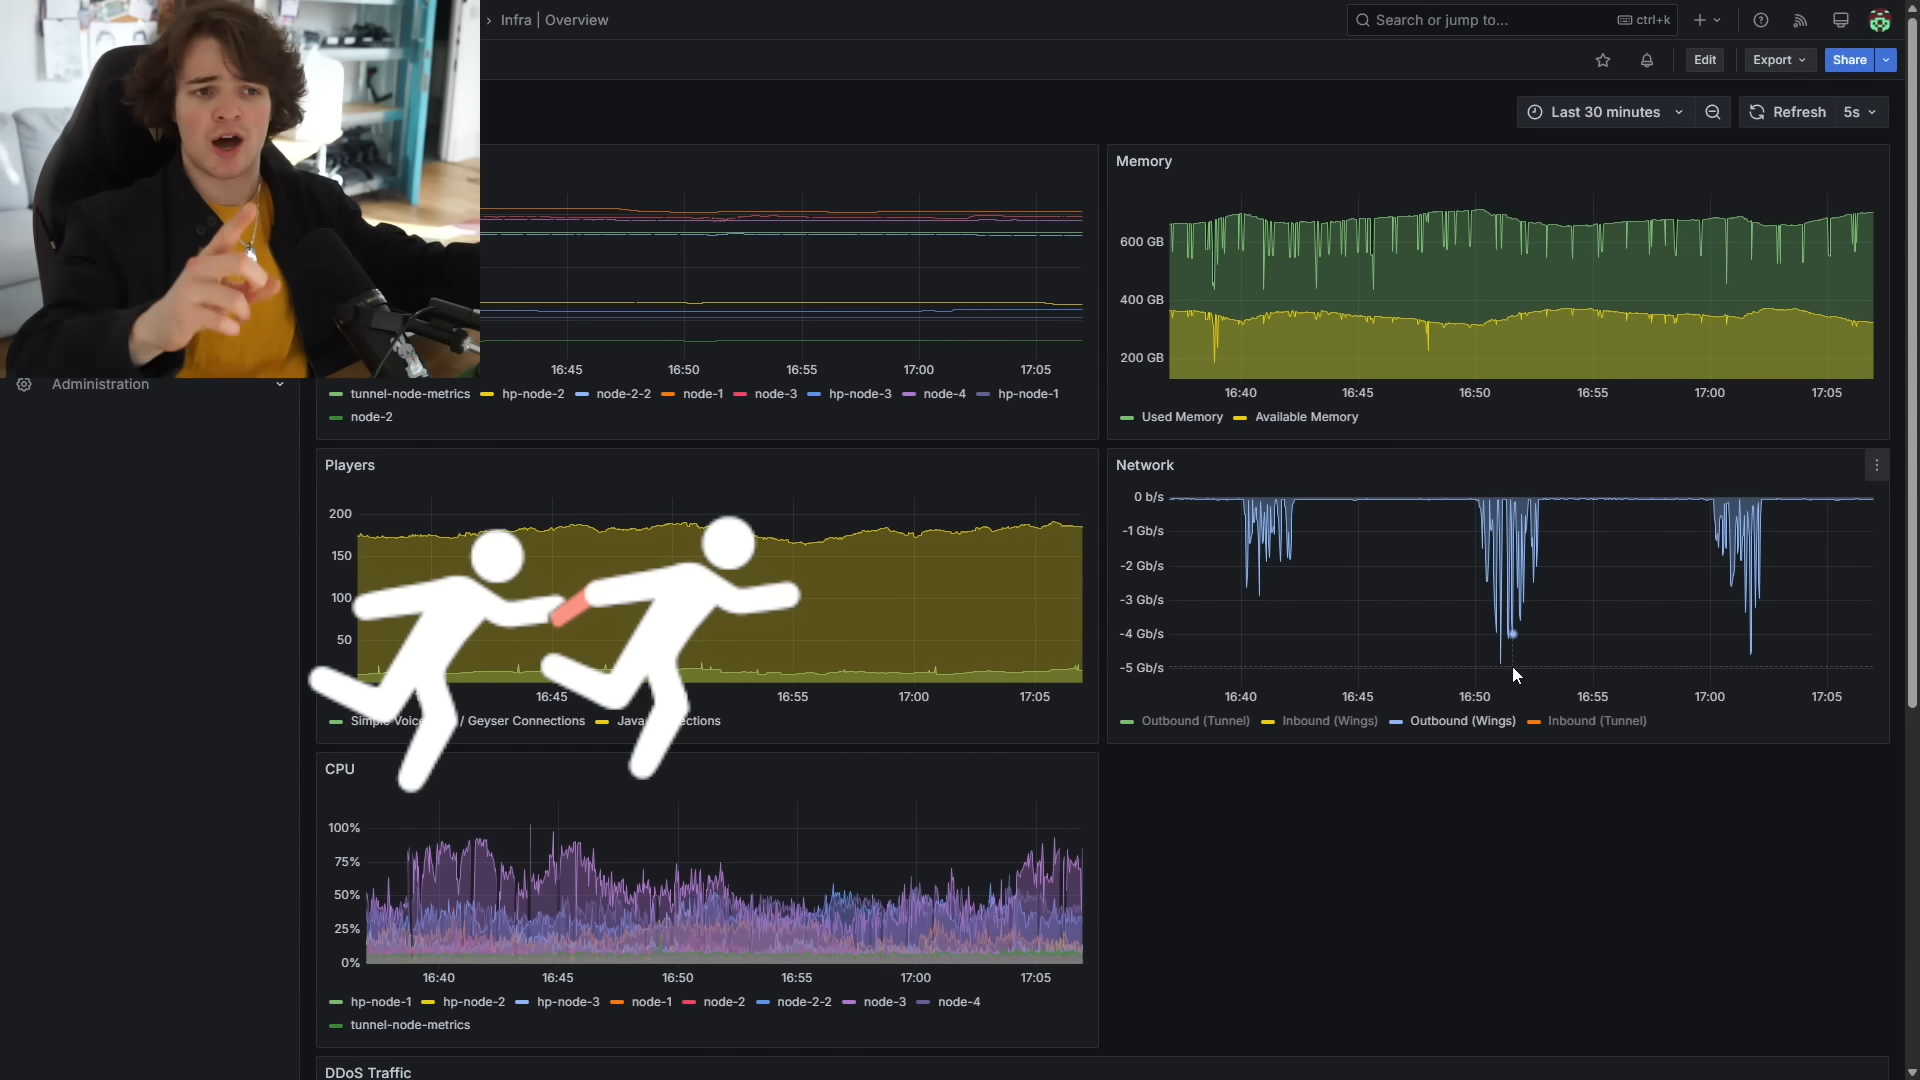 › Infra | Overview
Search or jump to...
ctrl+k
Edit
Export
Share
Last 30 minutes
Refresh 5s
Administration
16:45 16:50 16:55 17:00 17:05
tunnel-node-metrics hp-node-2 node-2-2 node-1 node-3 hp-node-3 node-4 hp-node-1
node-2
Memory
600 GB
400 GB
200 GB
16:40 16:45 16:50 16:55 17:00 17:05
Used Memory Available Memory
Players
200
150
100
50
16:45 16:55 17:00 17:05
Simple Voice / Geyser Connections Java
Network
0 b/s
-1 Gb/s
-2 Gb/s
-3 Gb/s
-4 Gb/s
-5 Gb/s
16:40 16:45 16:50 16:55 17:00 17:05
Outbound (Tunnel) Inbound (Wings) Outbound (Wings) Inbound (Tunnel)
CPU
100%
75%
50%
25%
0%
16:40 16:45 16:50 16:55 17:00 17:05
hp-node-1 hp-node-2 hp-node-3 node-1 node-2 node-2-2 node-3 node-4
tunnel-node-metrics
DDoS Traffic